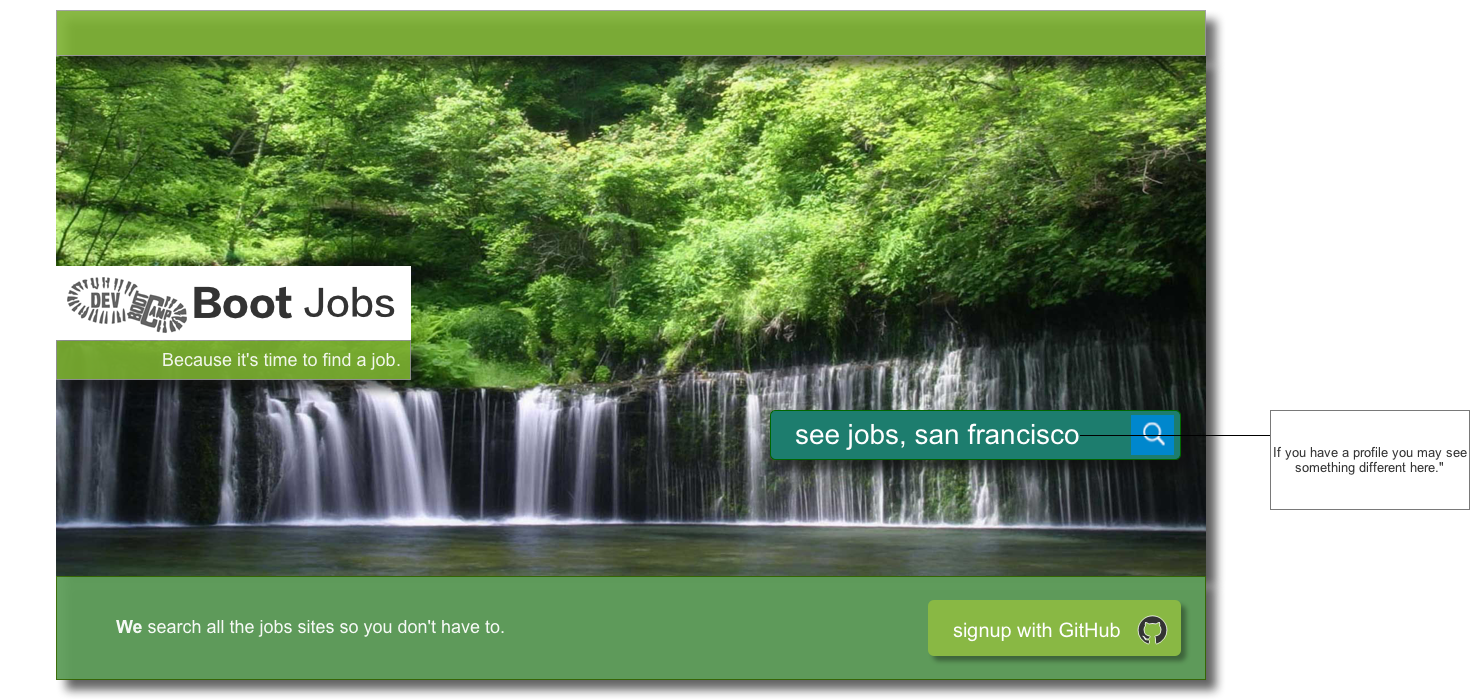 DEV
BOOT
CAMP
Boot Jobs
Because it's time to find a job.
see jobs, san francisco
If you have a profile you may see
something different here."
We search all the jobs sites so you don't have to.
signup with GitHub